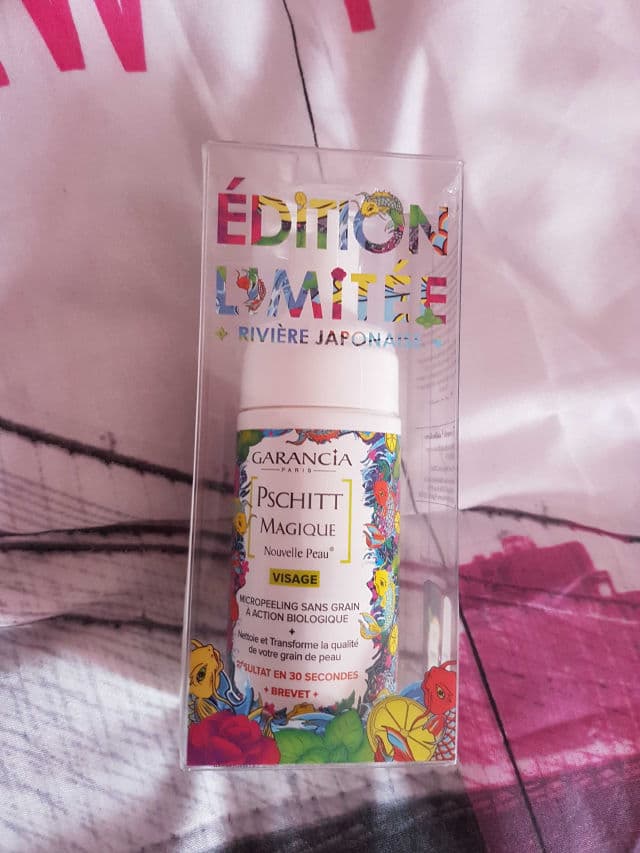 ÉDITION
LIMITÉE
RIVIÈRE JAPONAISE
GARANCIA
PARIS
PSCHITT
MAGIQUE
Nouvelle Peau®
VISAGE
MICROPEELING SANS GRAIN
À ACTION BIOLOGIQUE
+
Nettoie et Transforme la qualité
de votre grain de peau
RÉSULTAT EN 30 SECONDES
+ BREVET +